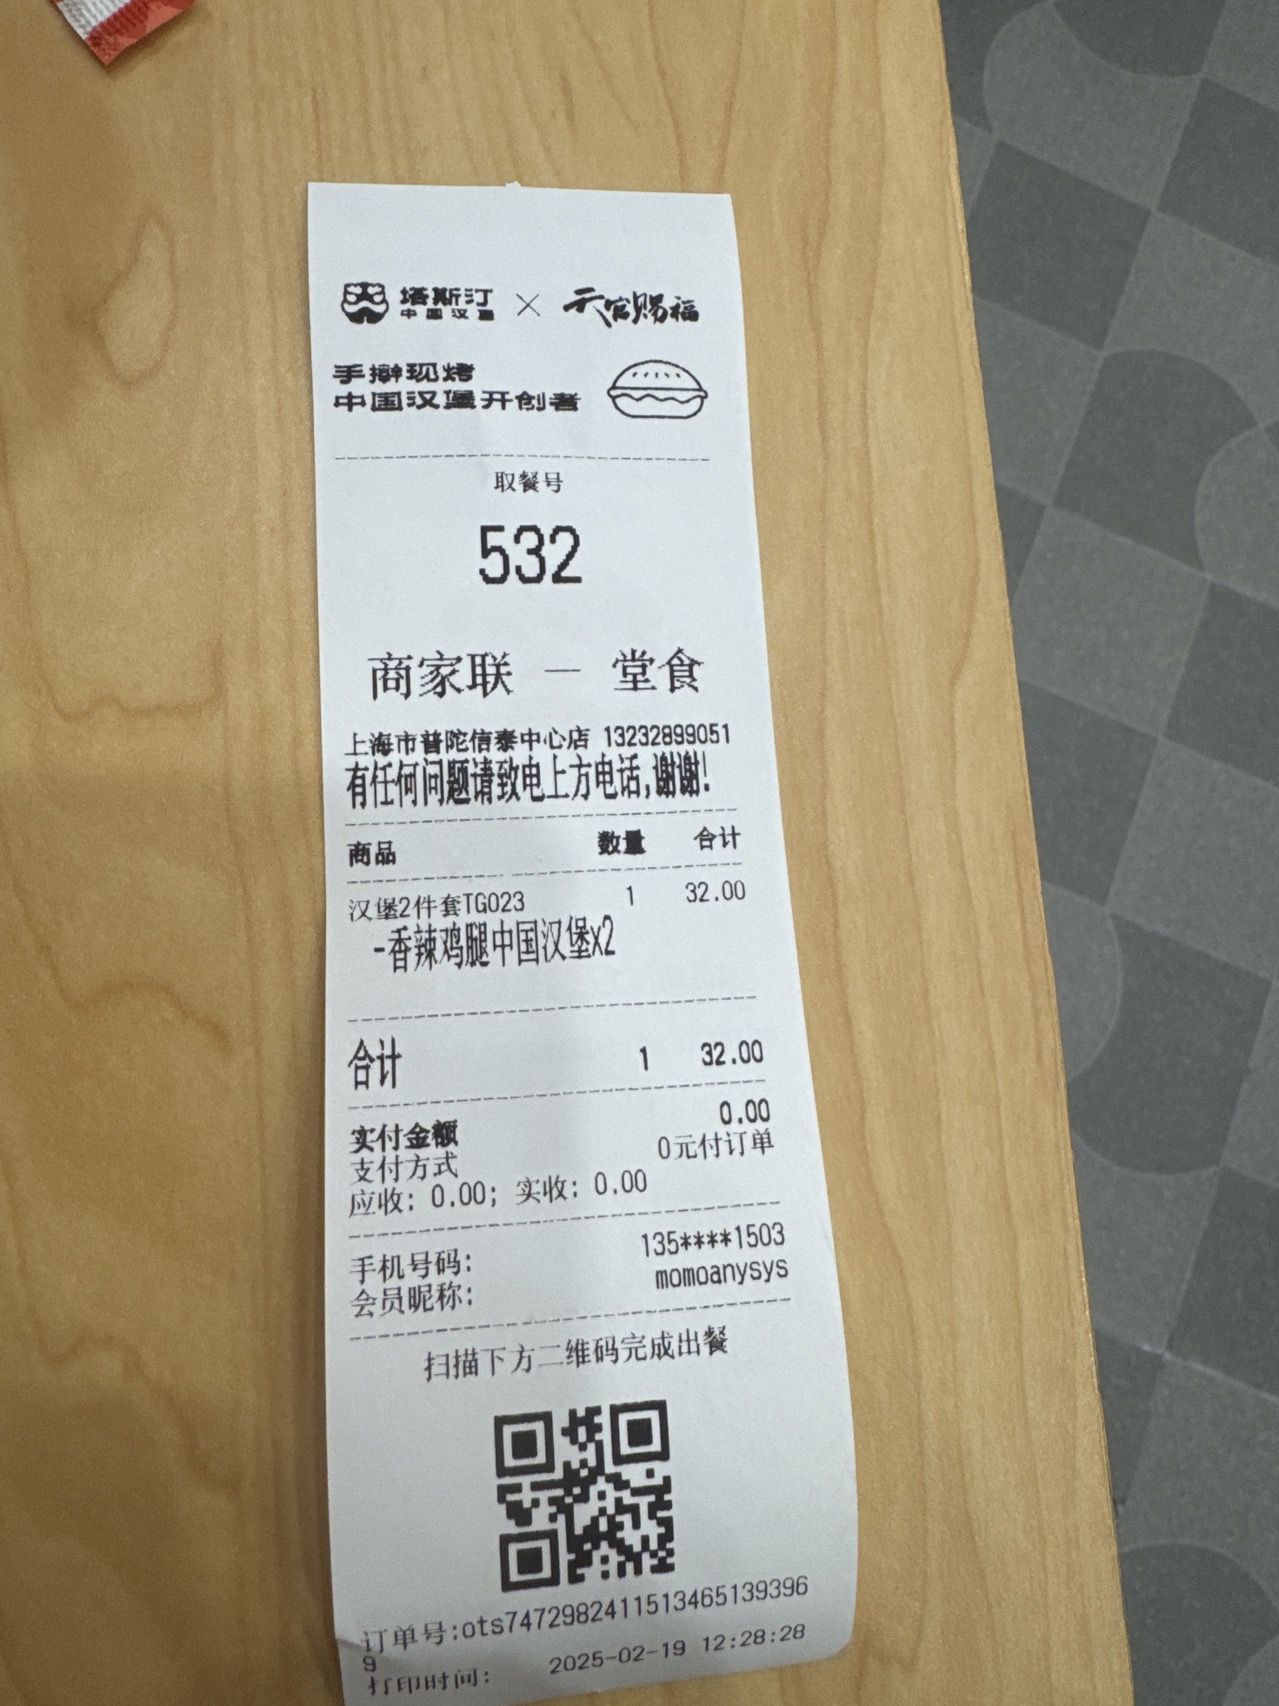 塔斯汀
中国汉堡
×
天官赐福
手擀现烤
中国汉堡开创者
取餐号
532
商家联 — 堂食
上海市普陀信泰中心店 13232899051
有任何问题请致电上方电话,谢谢!
商品 数量 合计
汉堡2件套TG023 1 32.00
-香辣鸡腿中国汉堡x2
合计 1 32.00
实付金额 0.00
支付方式 0元付订单
应收: 0.00; 实收: 0.00
手机号码: 135****1503
会员昵称: momoanysys
扫描下方二维码完成出餐
订单号:ots7472982411513465139396
9
打印时间: 2025-02-19 12:28:28